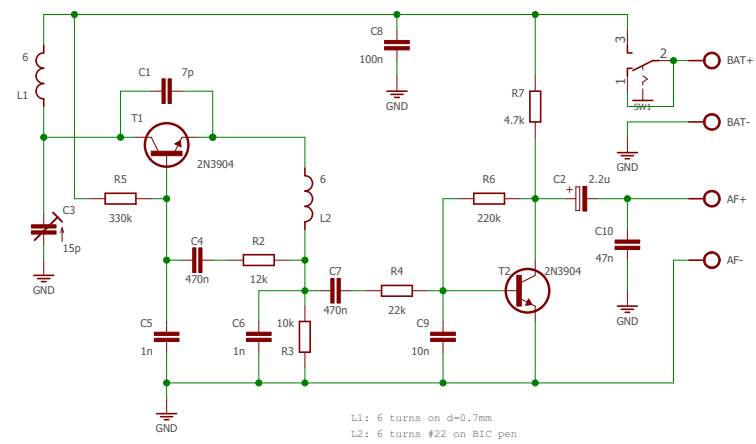 C8
100n
GND
6
L1
C1 7p
T1
2N3904
3
2
1
SW1
BAT+
BAT-
GND
R7
4.7k
R5
330k
C3
15p
GND
6
L2
R6
220k
C2 2.2u
+
AF+
C10
47n
GND
AF-
C4
470n
R2
12k
C7
470n
R4
22k
T2
2N3904
C5
1n
C6
1n
10k
R3
C9
10n
GND
L1: 6 turns on d=0.7mm
L2: 6 turns #22 on BIC pen